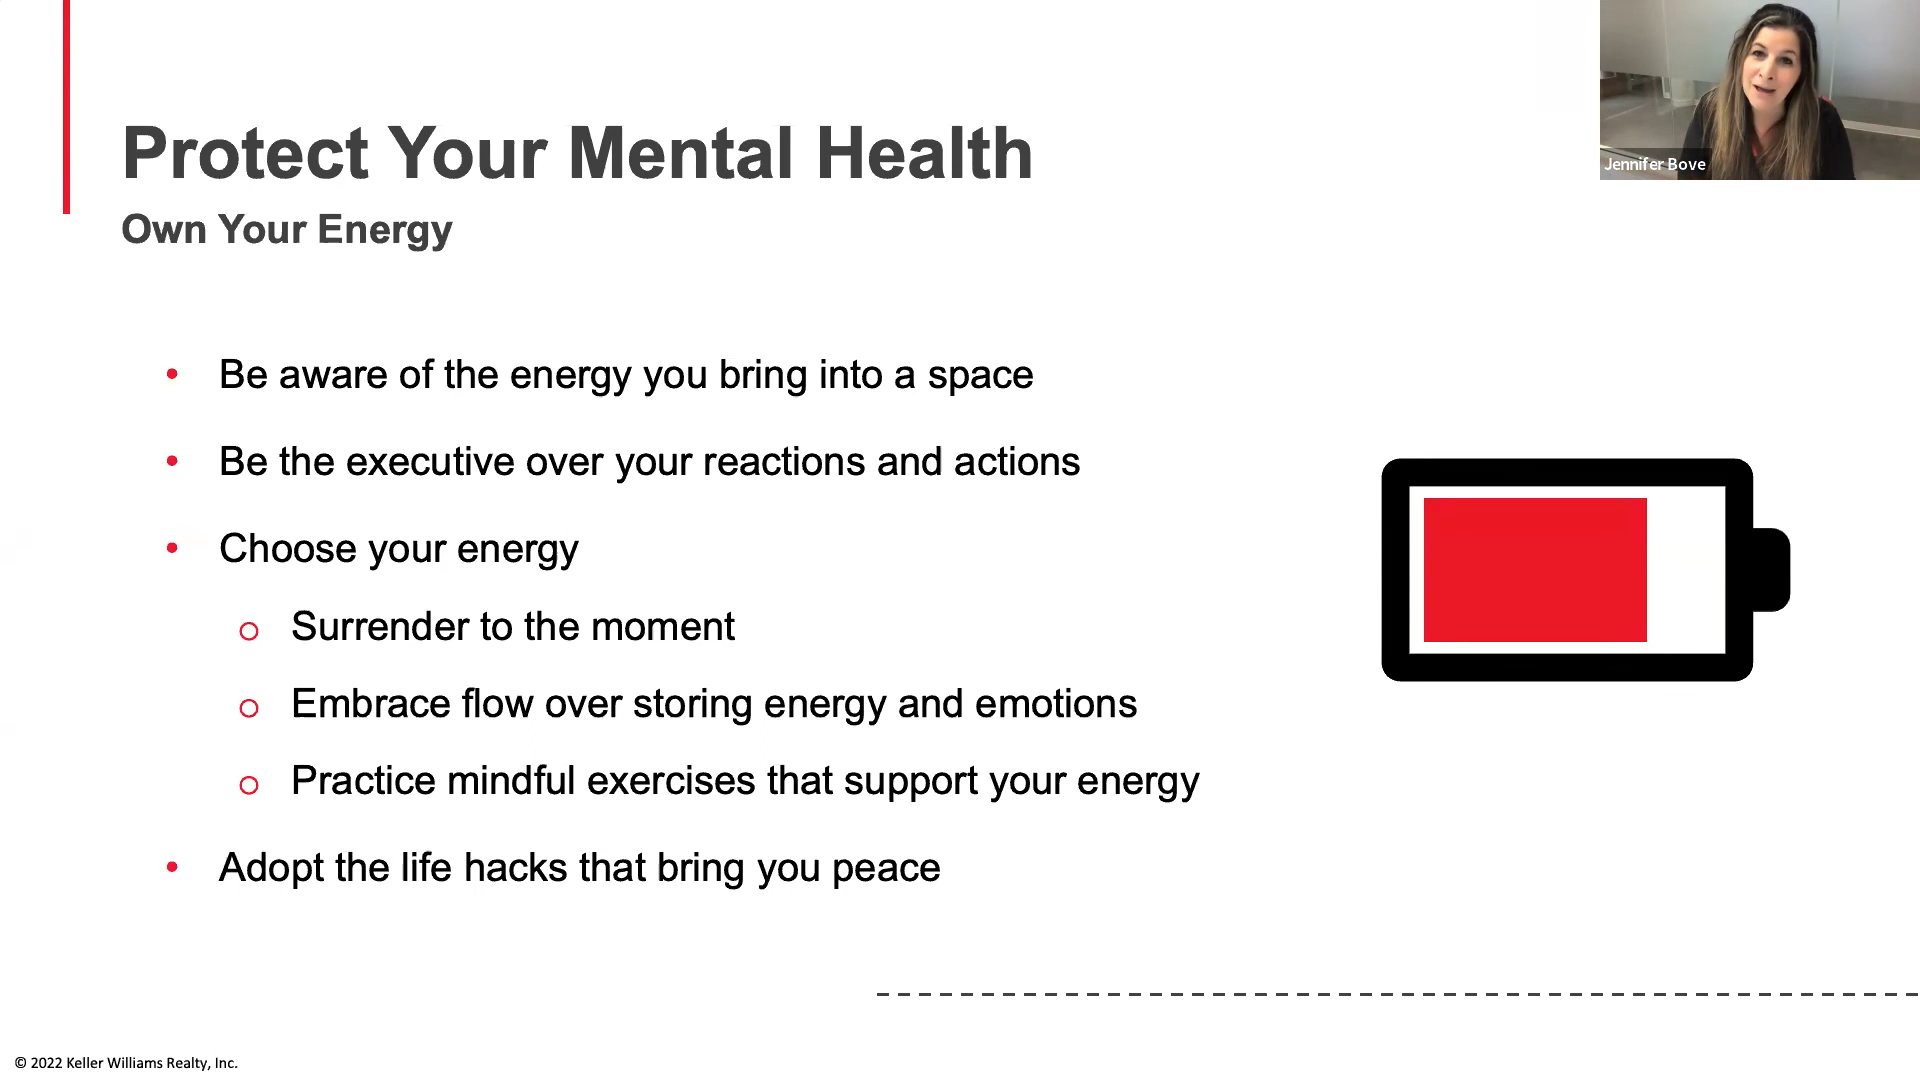 Protect Your Mental Health
Own Your Energy
Jennifer Bove
• Be aware of the energy you bring into a space
• Be the executive over your reactions and actions
• Choose your energy
o Surrender to the moment
o Embrace flow over storing energy and emotions
o Practice mindful exercises that support your energy
• Adopt the life hacks that bring you peace
© 2022 Keller Williams Realty, Inc.